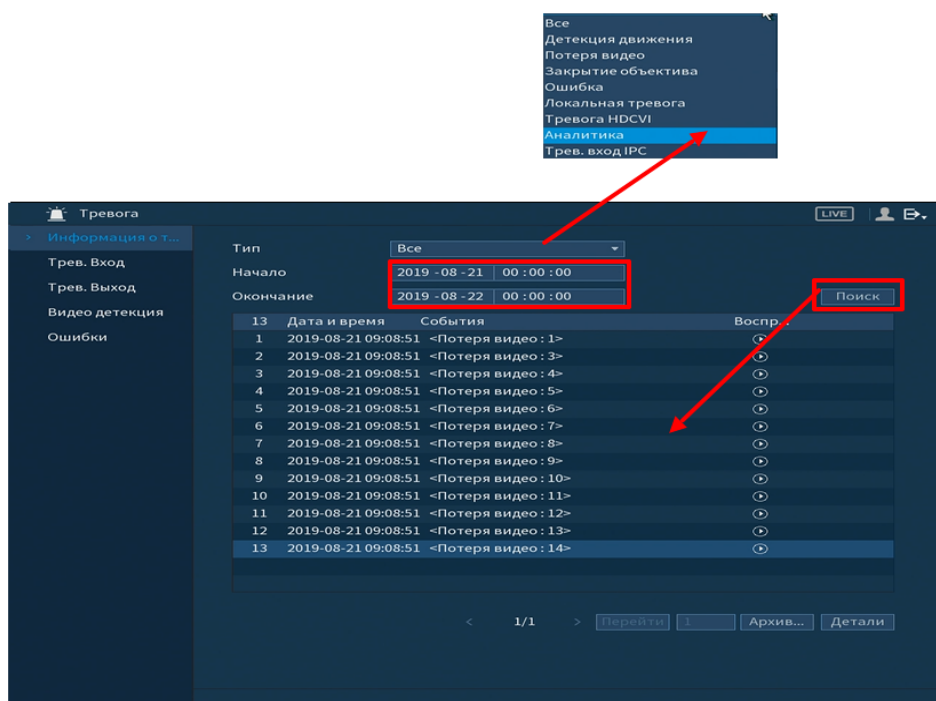 Все
Детекция движения
Потеря видео
Закрытие объектива
Ошибка
Локальная тревога
Тревога HDCVI
Аналитика
Трев. вход IPC
Тревога LIVE
Информация о т...
Трев. Вход
Трев. Выход
Видео детекция
Ошибки
Тип Все
Начало 2019 -08 -21 00 : 00 : 00
Окончание 2019 -08 -22 00 : 00 : 00 Поиск
13 Дата и время События Воспр...
1 2019-08-21 09:08:51 <Потеря видео : 1>
2 2019-08-21 09:08:51 <Потеря видео : 3>
3 2019-08-21 09:08:51 <Потеря видео : 4>
4 2019-08-21 09:08:51 <Потеря видео : 5>
5 2019-08-21 09:08:51 <Потеря видео : 6>
6 2019-08-21 09:08:51 <Потеря видео : 7>
7 2019-08-21 09:08:51 <Потеря видео : 8>
8 2019-08-21 09:08:51 <Потеря видео : 9>
9 2019-08-21 09:08:51 <Потеря видео : 10>
10 2019-08-21 09:08:51 <Потеря видео : 11>
11 2019-08-21 09:08:51 <Потеря видео : 12>
12 2019-08-21 09:08:51 <Потеря видео : 13>
13 2019-08-21 09:08:51 <Потеря видео : 14>
< 1/1 > Перейти 1 Архив... Детали